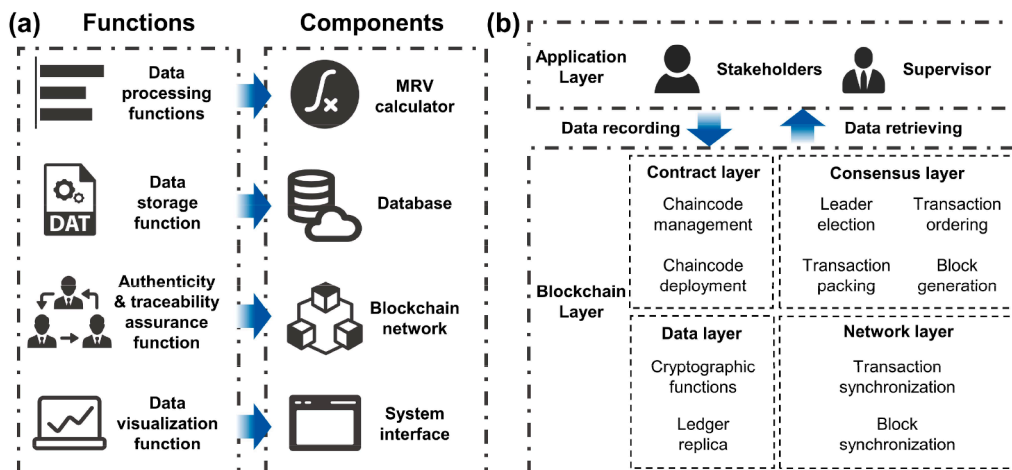 (a)
Functions
Components
Data
processing
functions
MRV
calculator
DAT
Data
storage
function
Database
Authenticity
& traceability
assurance
function
Blockchain
network
Data
visualization
function
System
interface
(b)
Application
Layer
Stakeholders
Supervisor
Data recording
Data retrieving
Blockchain
Layer
Contract layer
Chaincode
management
Chaincode
deployment
Consensus layer
Leader
election
Transaction
ordering
Transaction
packing
Block
generation
Data layer
Cryptographic
functions
Ledger
replica
Network layer
Transaction
synchronization
Block
synchronization